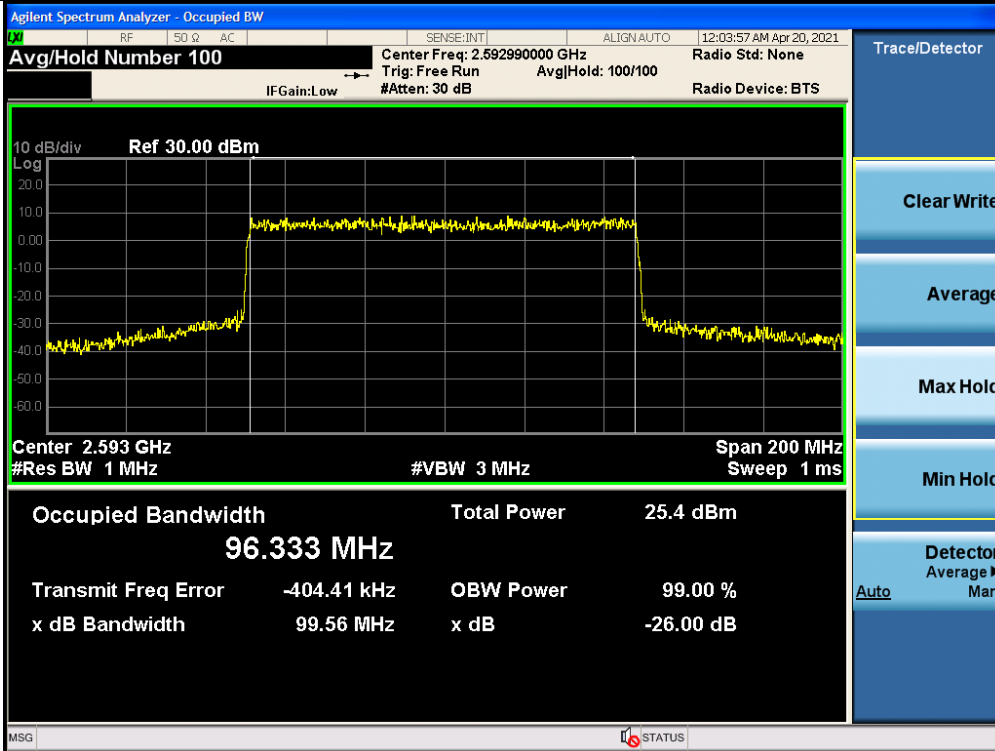 Agilent Spectrum Analyzer - Occupied BW
LXI RF 50 Ω AC SENSE:INT ALIGN AUTO 12:03:57 AM Apr 20, 2021
Avg/Hold Number 100
Center Freq: 2.592990000 GHz Radio Std: None
Trig: Free Run Avg|Hold: 100/100
IFGain:Low #Atten: 30 dB Radio Device: BTS
10 dB/div Ref 30.00 dBm
Log
20.0
10.0
0.00
-10.0
-20.0
-30.0
-40.0
-50.0
-60.0
Center 2.593 GHz Span 200 MHz
#Res BW 1 MHz #VBW 3 MHz Sweep 1 ms
Occupied Bandwidth Total Power 25.4 dBm
96.333 MHz
Transmit Freq Error -404.41 kHz OBW Power 99.00 %
x dB Bandwidth 99.56 MHz x dB -26.00 dB
Trace/Detector
Clear Write
Average
Max Hold
Min Hold
Detector
Average
Auto Man
MSG STATUS